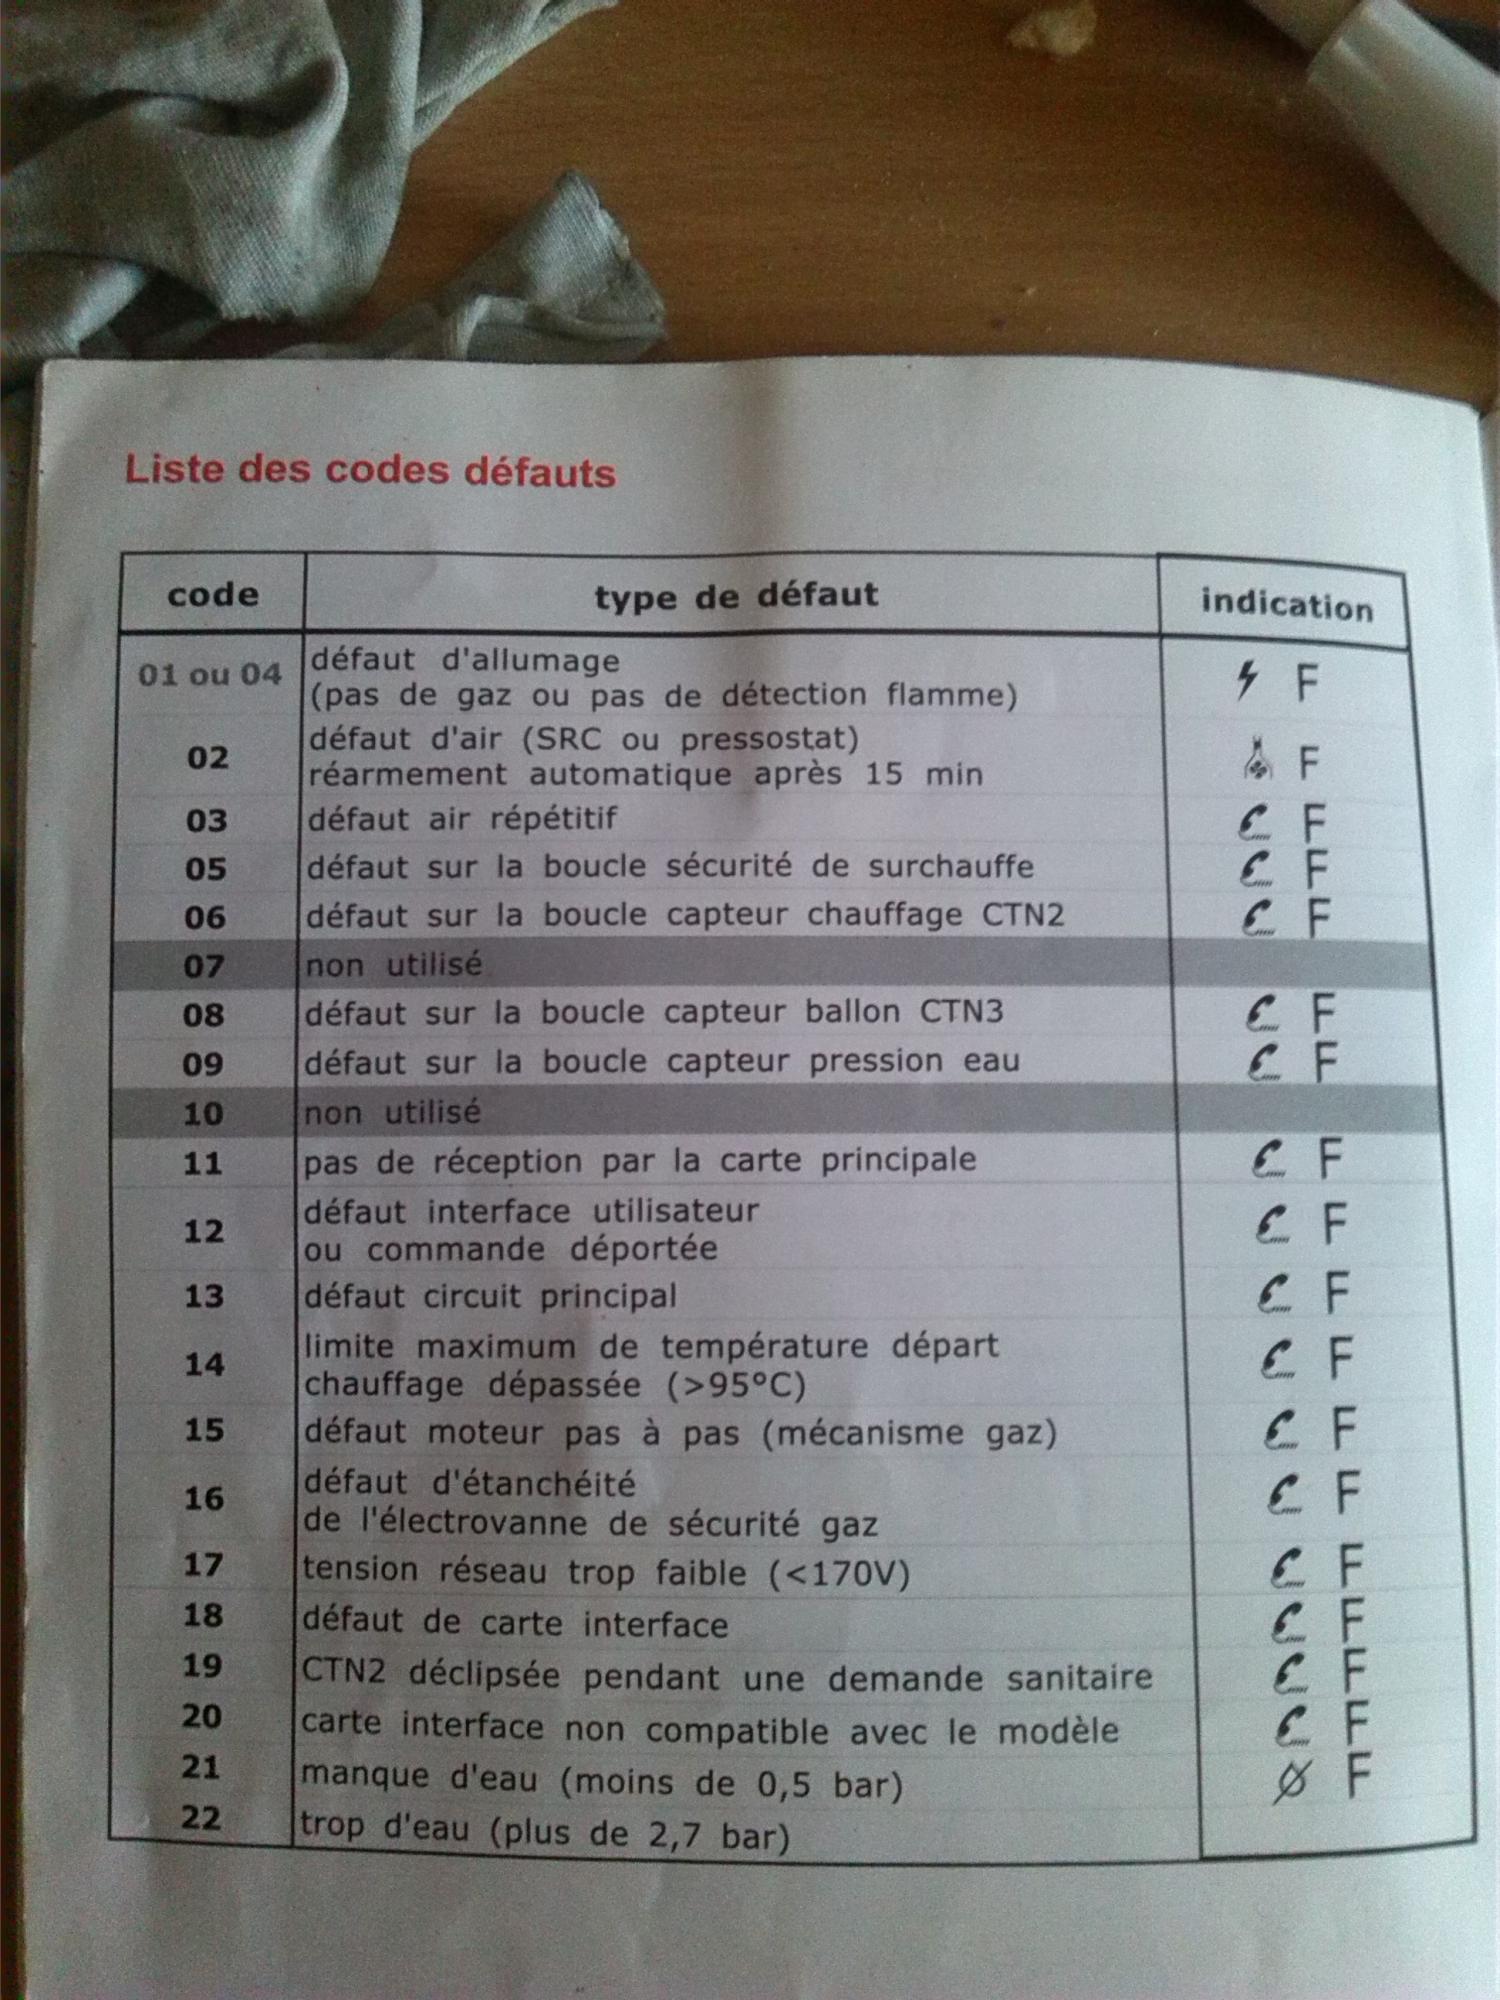 Liste des codes défauts
code type de défaut indication
01 ou 04 défaut d'allumage
(pas de gaz ou pas de détection flamme) F
02 défaut d'air (SRC ou pressostat)
réarmement automatique après 15 min F
03 défaut air répétitif F
05 défaut sur la boucle sécurité de surchauffe F
06 défaut sur la boucle capteur chauffage CTN2 F
07 non utilisé
08 défaut sur la boucle capteur ballon CTN3 F
09 défaut sur la boucle capteur pression eau F
10 non utilisé
11 pas de réception par la carte principale F
12 défaut interface utilisateur
ou commande déportée F
13 défaut circuit principal F
14 limite maximum de température départ
chauffage dépassée (>95°C) F
15 défaut moteur pas à pas (mécanisme gaz) F
16 défaut d'étanchéité
de l'électrovanne de sécurité gaz F
17 tension réseau trop faible (<170V) F
18 défaut de carte interface F
19 CTN2 déclipsée pendant une demande sanitaire F
20 carte interface non compatible avec le modèle F
21 manque d'eau (moins de 0,5 bar) F
22 trop d'eau (plus de 2,7 bar)